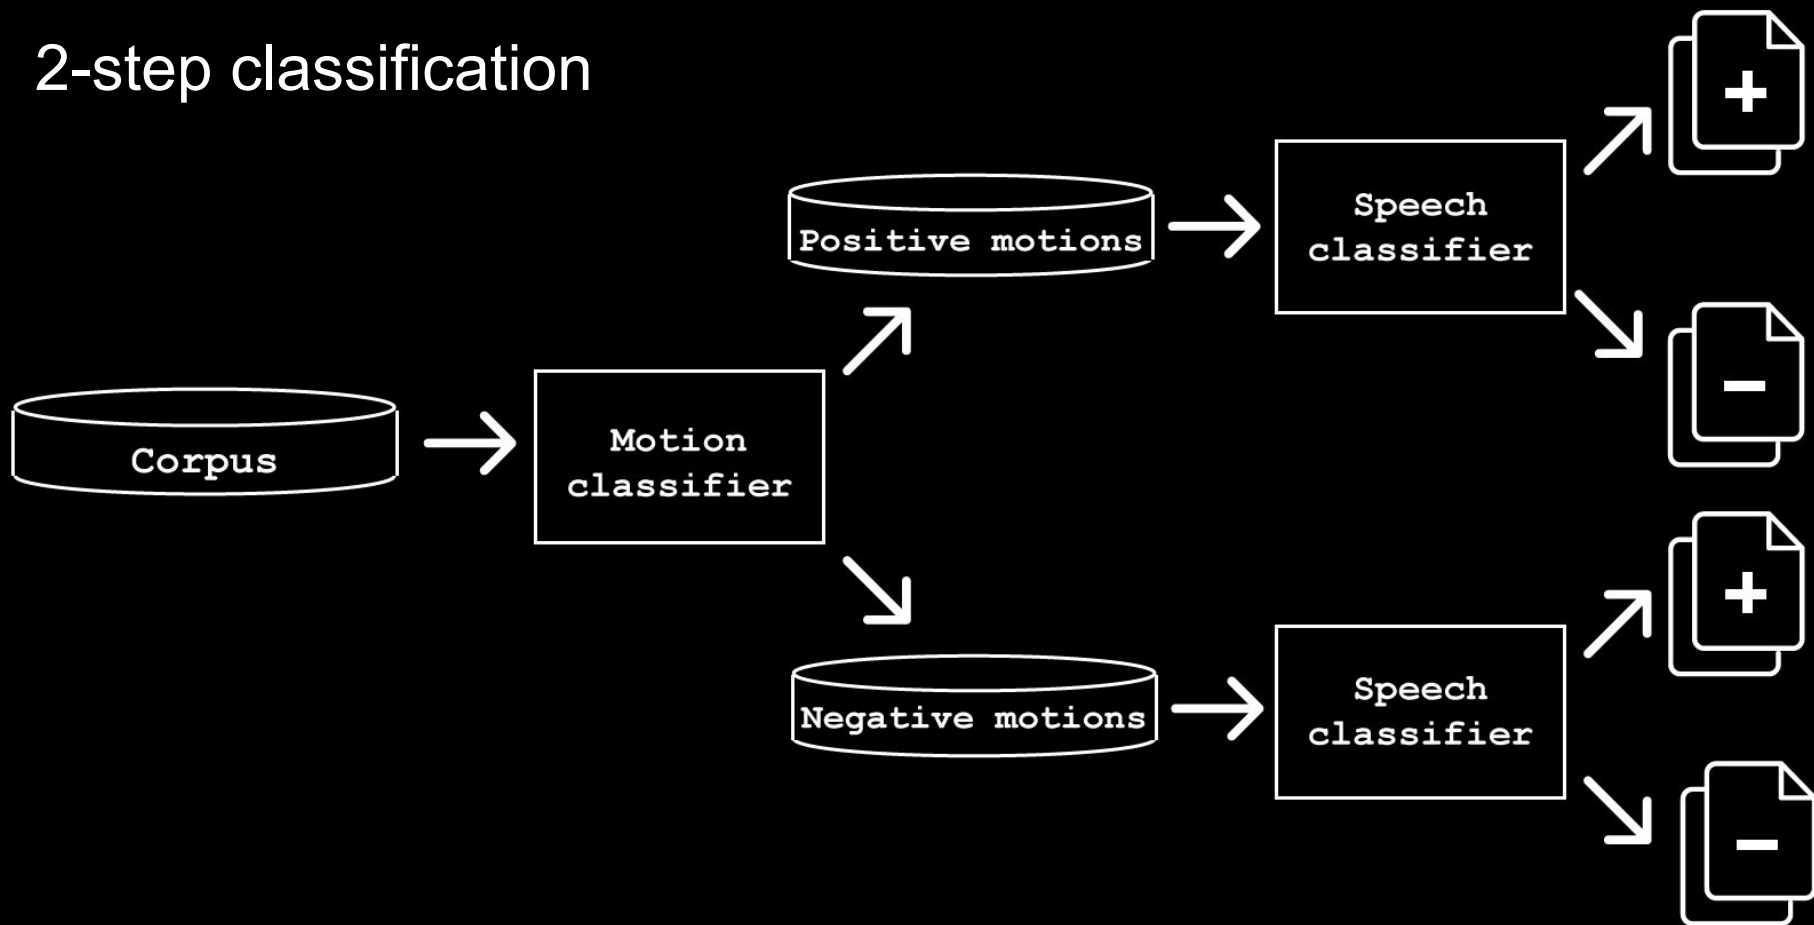 2-step classification
+
Speech
classifier
Positive motions
−
Motion
classifier
Corpus
+
Speech
classifier
Negative motions
−